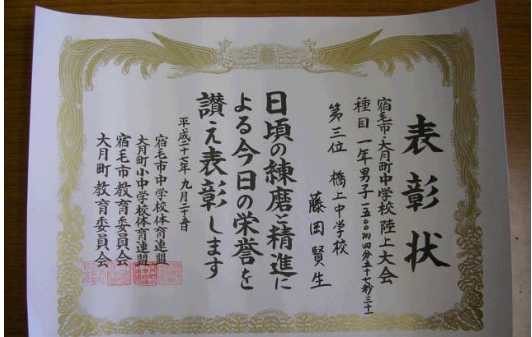 表彰状
宿毛市・大月町中学校陸上大会
種目 一年男子一五〇〇m四分五十七秒三十
第三位 橋上中学校
藤田賢生
日頃の練磨と精進に
よる今日の栄誉を
讃え表彰します
平成二十七年九月二十日
宿毛市中学校体育連盟
大月町小中学校体育連盟
宿毛市教育委員会
大月町教育委員会